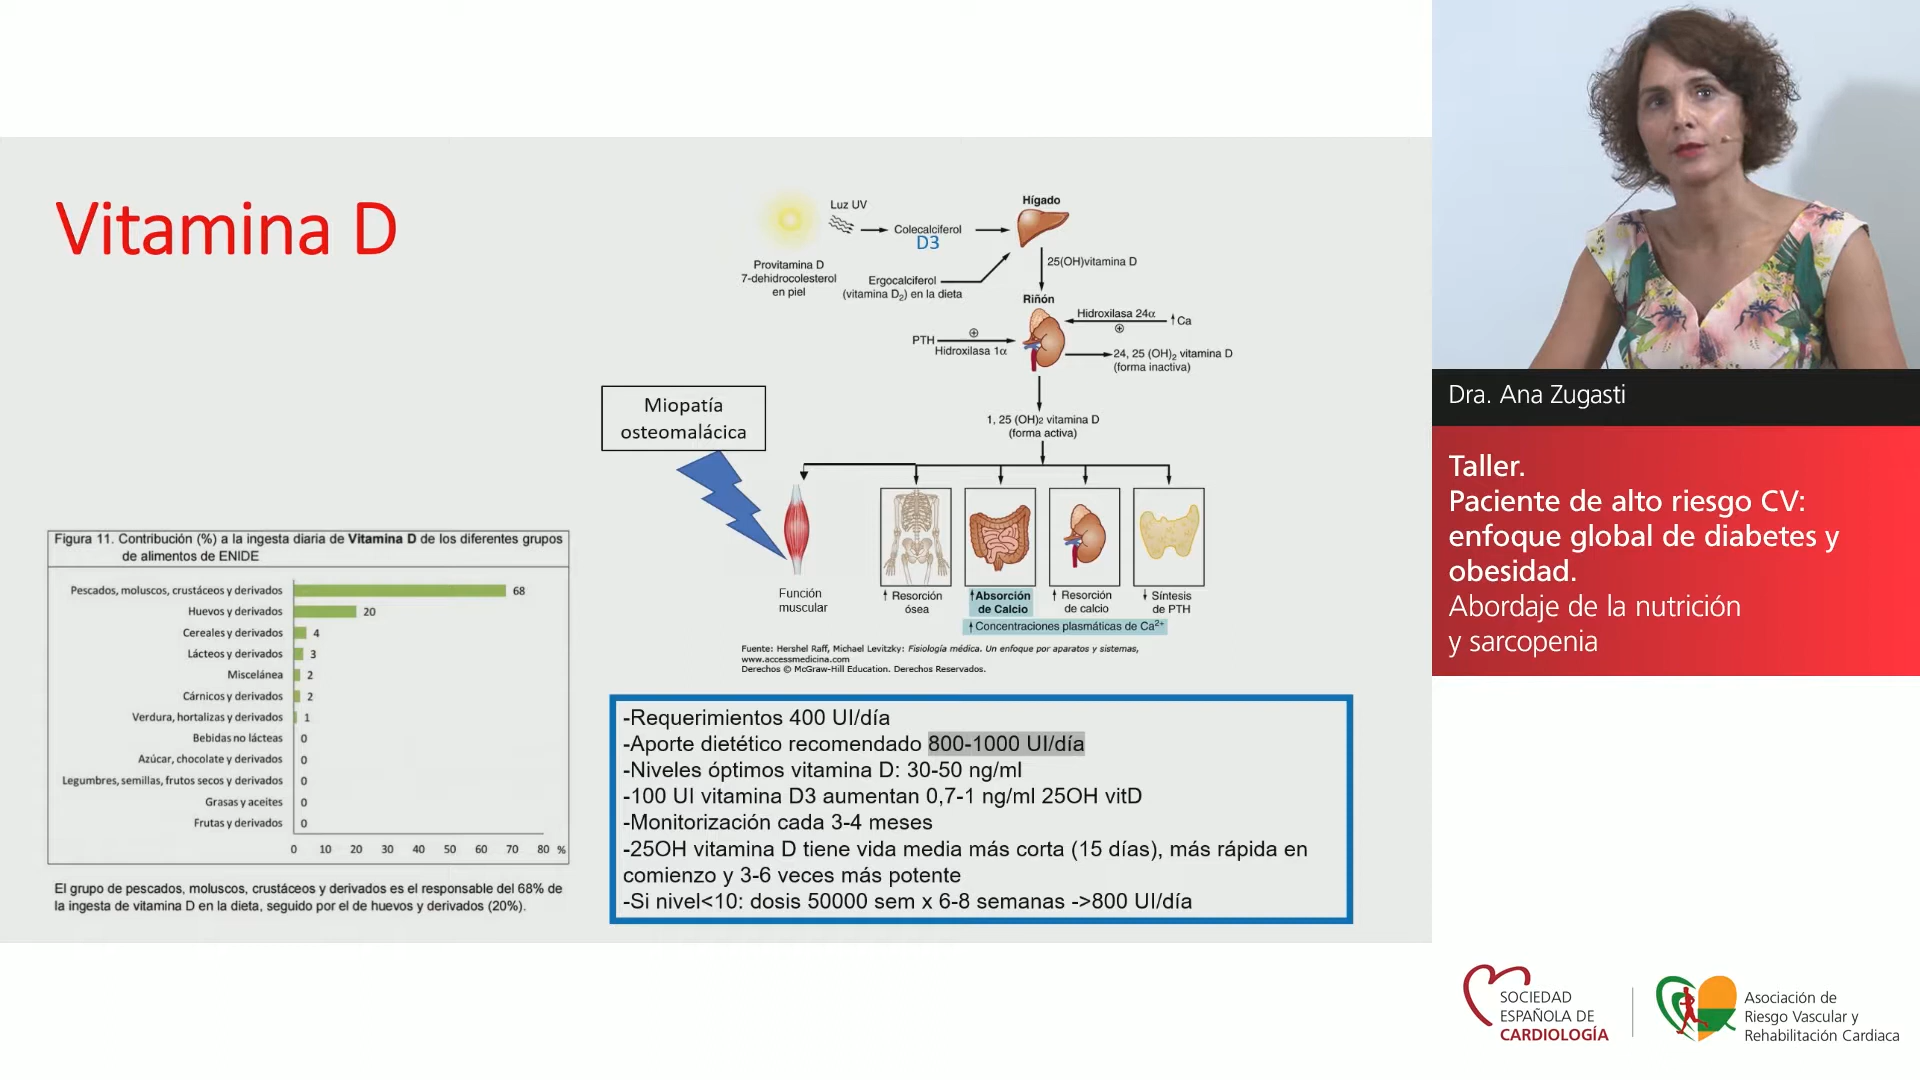 Vitamina D
Luz UV
Hígado
Colecalciferol
D3
Provitamina D
7-dehidrocolesterol
en piel
Ergocalciferol
(vitamina D2) en la dieta
25(OH)vitamina D
Riñón
Hidroxilasa 24α
⊕
↑Ca
PTH
⊕
Hidroxilasa 1α
24, 25 (OH)2 vitamina D
(forma inactiva)
1, 25 (OH)2 vitamina D
(forma activa)
Miopatía
osteomalácica
Función
muscular
↑ Resorción
ósea
↑Absorción
de Calcio
↑ Resorción
de calcio
↓ Síntesis
de PTH
↑Concentraciones plasmáticas de Ca2+
Fuente: Hershel Raff, Michael Levitzky: Fisiología médica. Un enfoque por aparatos y sistemas,
www.accessmedicina.com
Derechos © McGraw-Hill Education. Derechos Reservados.
Figura 11. Contribución (%) a la ingesta diaria de Vitamina D de los diferentes grupos
de alimentos de ENIDE
Pescados, moluscos, crustáceos y derivados 68
Huevos y derivados 20
Cereales y derivados 4
Lácteos y derivados 3
Miscelánea 2
Cárnicos y derivados 2
Verdura, hortalizas y derivados 1
Bebidas no lácteas 0
Azúcar, chocolate y derivados 0
Legumbres, semillas, frutos secos y derivados 0
Grasas y aceites 0
Frutas y derivados 0
0 10 20 30 40 50 60 70 80 %
El grupo de pescados, moluscos, crustáceos y derivados es el responsable del 68% de
la ingesta de vitamina D en la dieta, seguido por el de huevos y derivados (20%).
-Requerimientos 400 UI/día
-Aporte dietético recomendado 800-1000 UI/día
-Niveles óptimos vitamina D: 30-50 ng/ml
-100 UI vitamina D3 aumentan 0,7-1 ng/ml 25OH vitD
-Monitorización cada 3-4 meses
-25OH vitamina D tiene vida media más corta (15 días), más rápida en
comienzo y 3-6 veces más potente
-Si nivel<10: dosis 50000 sem x 6-8 semanas ->800 UI/día
Dra. Ana Zugasti
Taller.
Paciente de alto riesgo CV:
enfoque global de diabetes y
obesidad.
Abordaje de la nutrición
y sarcopenia
SOCIEDAD
ESPAÑOLA DE
CARDIOLOGÍA
Asociación de
Riesgo Vascular y
Rehabilitación Cardiaca